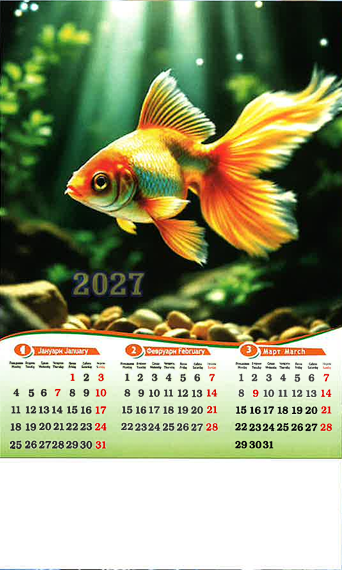 2027
1 Януари January 2 Февруари February 3 Март March
1 2 3 1 2 3 4 5 6 7 1 2 3 4 5 6 7
4 5 6 7 8 9 10 8 9 10 11 12 13 14 8 9 10 11 12 13 14
11 12 13 14 15 16 17 15 16 17 18 19 20 21 15 16 17 18 19 20 21
18 19 20 21 22 23 24 22 23 24 25 26 27 28 22 23 24 25 26 27 28
25 26 27 28 29 30 31 29 30 31